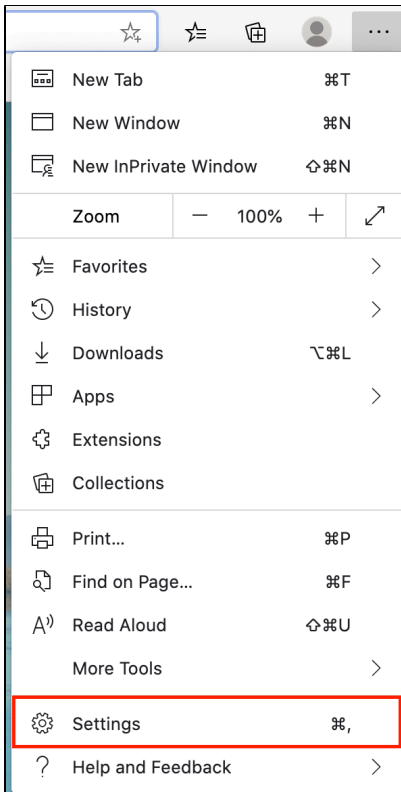 New Tab ⌘T
New Window ⌘N
New InPrivate Window ⇧⌘N
Zoom — 100% +
Favorites
History
Downloads ⌥⌘L
Apps
Extensions
Collections
Print... ⌘P
Find on Page... ⌘F
Read Aloud ⇧⌘U
More Tools
Settings ⌘,
Help and Feedback